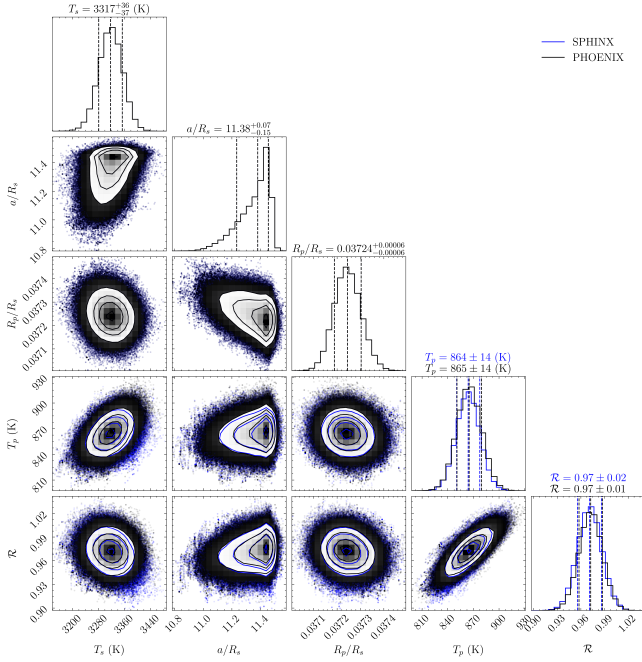 T_s = 3317^{+36}_{-37} (K)
SPHINX
PHOENIX
a/R_s = 11.38^{+0.07}_{-0.15}
11.4
11.2
11.0
10.8
a/R_s
R_p/R_s = 0.03724^{+0.00006}_{-0.00006}
0.0374
0.0373
0.0372
0.0371
R_p/R_s
T_p = 864 ± 14 (K)
T_p = 865 ± 14 (K)
930
900
870
840
810
T_p (K)
ℛ = 0.97 ± 0.02
ℛ = 0.97 ± 0.01
1.02
0.99
0.96
0.93
0.90
ℛ
3200 3280 3360 3440 10.8 11.0 11.2 11.4 0.0371 0.0372 0.0373 0.0374 810 840 870 900 930 0.90 0.93 0.96 0.99 1.02
T_s (K) a/R_s R_p/R_s T_p (K) ℛ